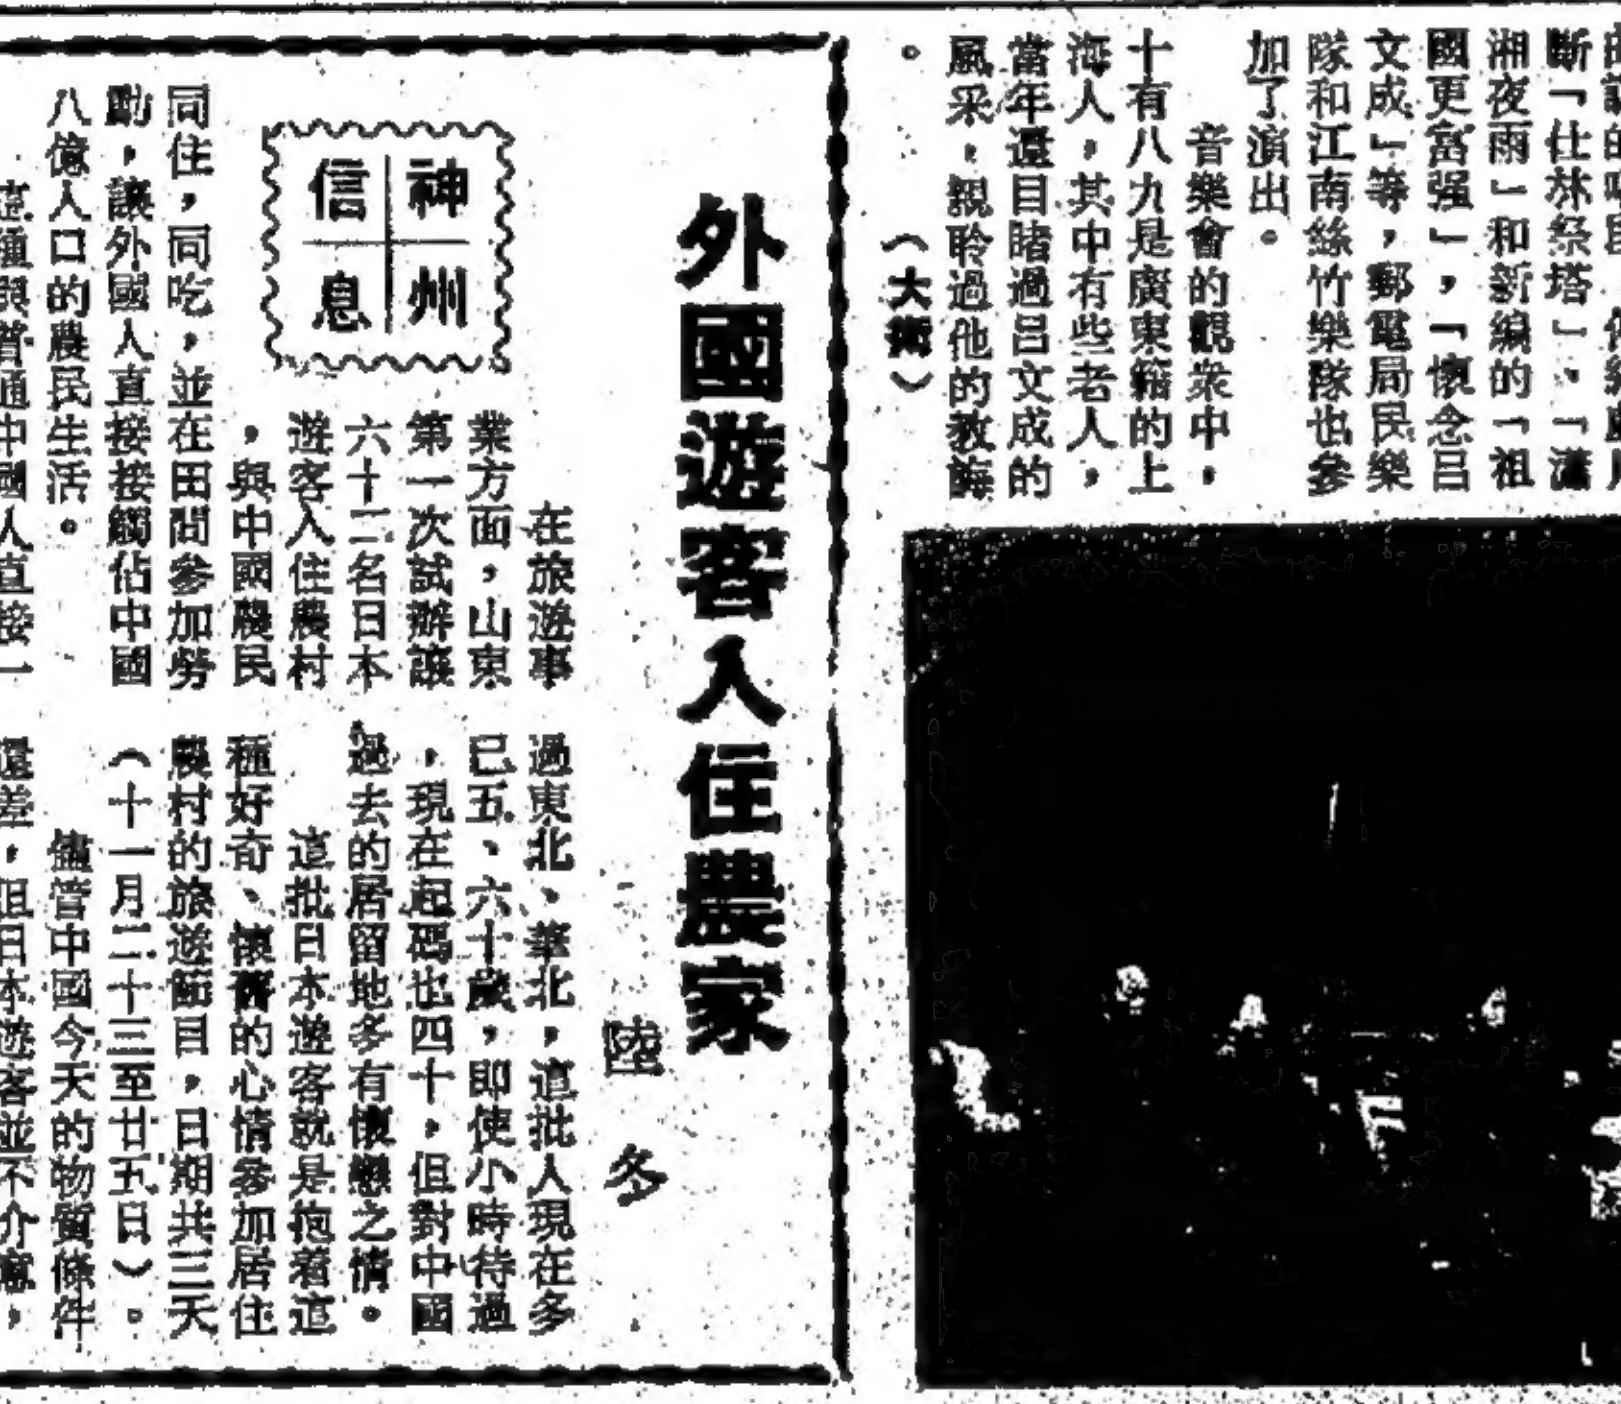 斷「仕林祭塔」、「瀟
湘夜雨」和新編的「祖
國更富强」,「懷念吕
文成」等,郵電局民樂
隊和江南絲竹樂隊也參
加了演出。
音樂會的觀衆中,
十有八九是廣東籍的上
海人,其中有些老人,
當年還目睹過吕文成的
風采,親聆過他的教誨
。
(大衛)
外國遊客入住農家
陸冬
神州
信息
在旅遊事
業方面,山東
第一次試辦讓
六十二名日本
遊客入住農村
,與中國農民
同住,同吃,並在田間參加勞
動,讓外國人直接接觸佔中國
八億人口的農民生活。
這種與普通中國人直接一
過東北、華北,這批人現在多
已五、六十歲,即使小時待過
,現在起碼也四十,但對中國
過去的居留地多有懷戀之情。
這批日本遊客就是抱着這
種好奇、懷舊的心情參加居住
農村的旅遊節目,日期共三天
(十一月二十三至廿五日)。
儘管中國今天的物質條件
還差,但日本遊客並不介意,